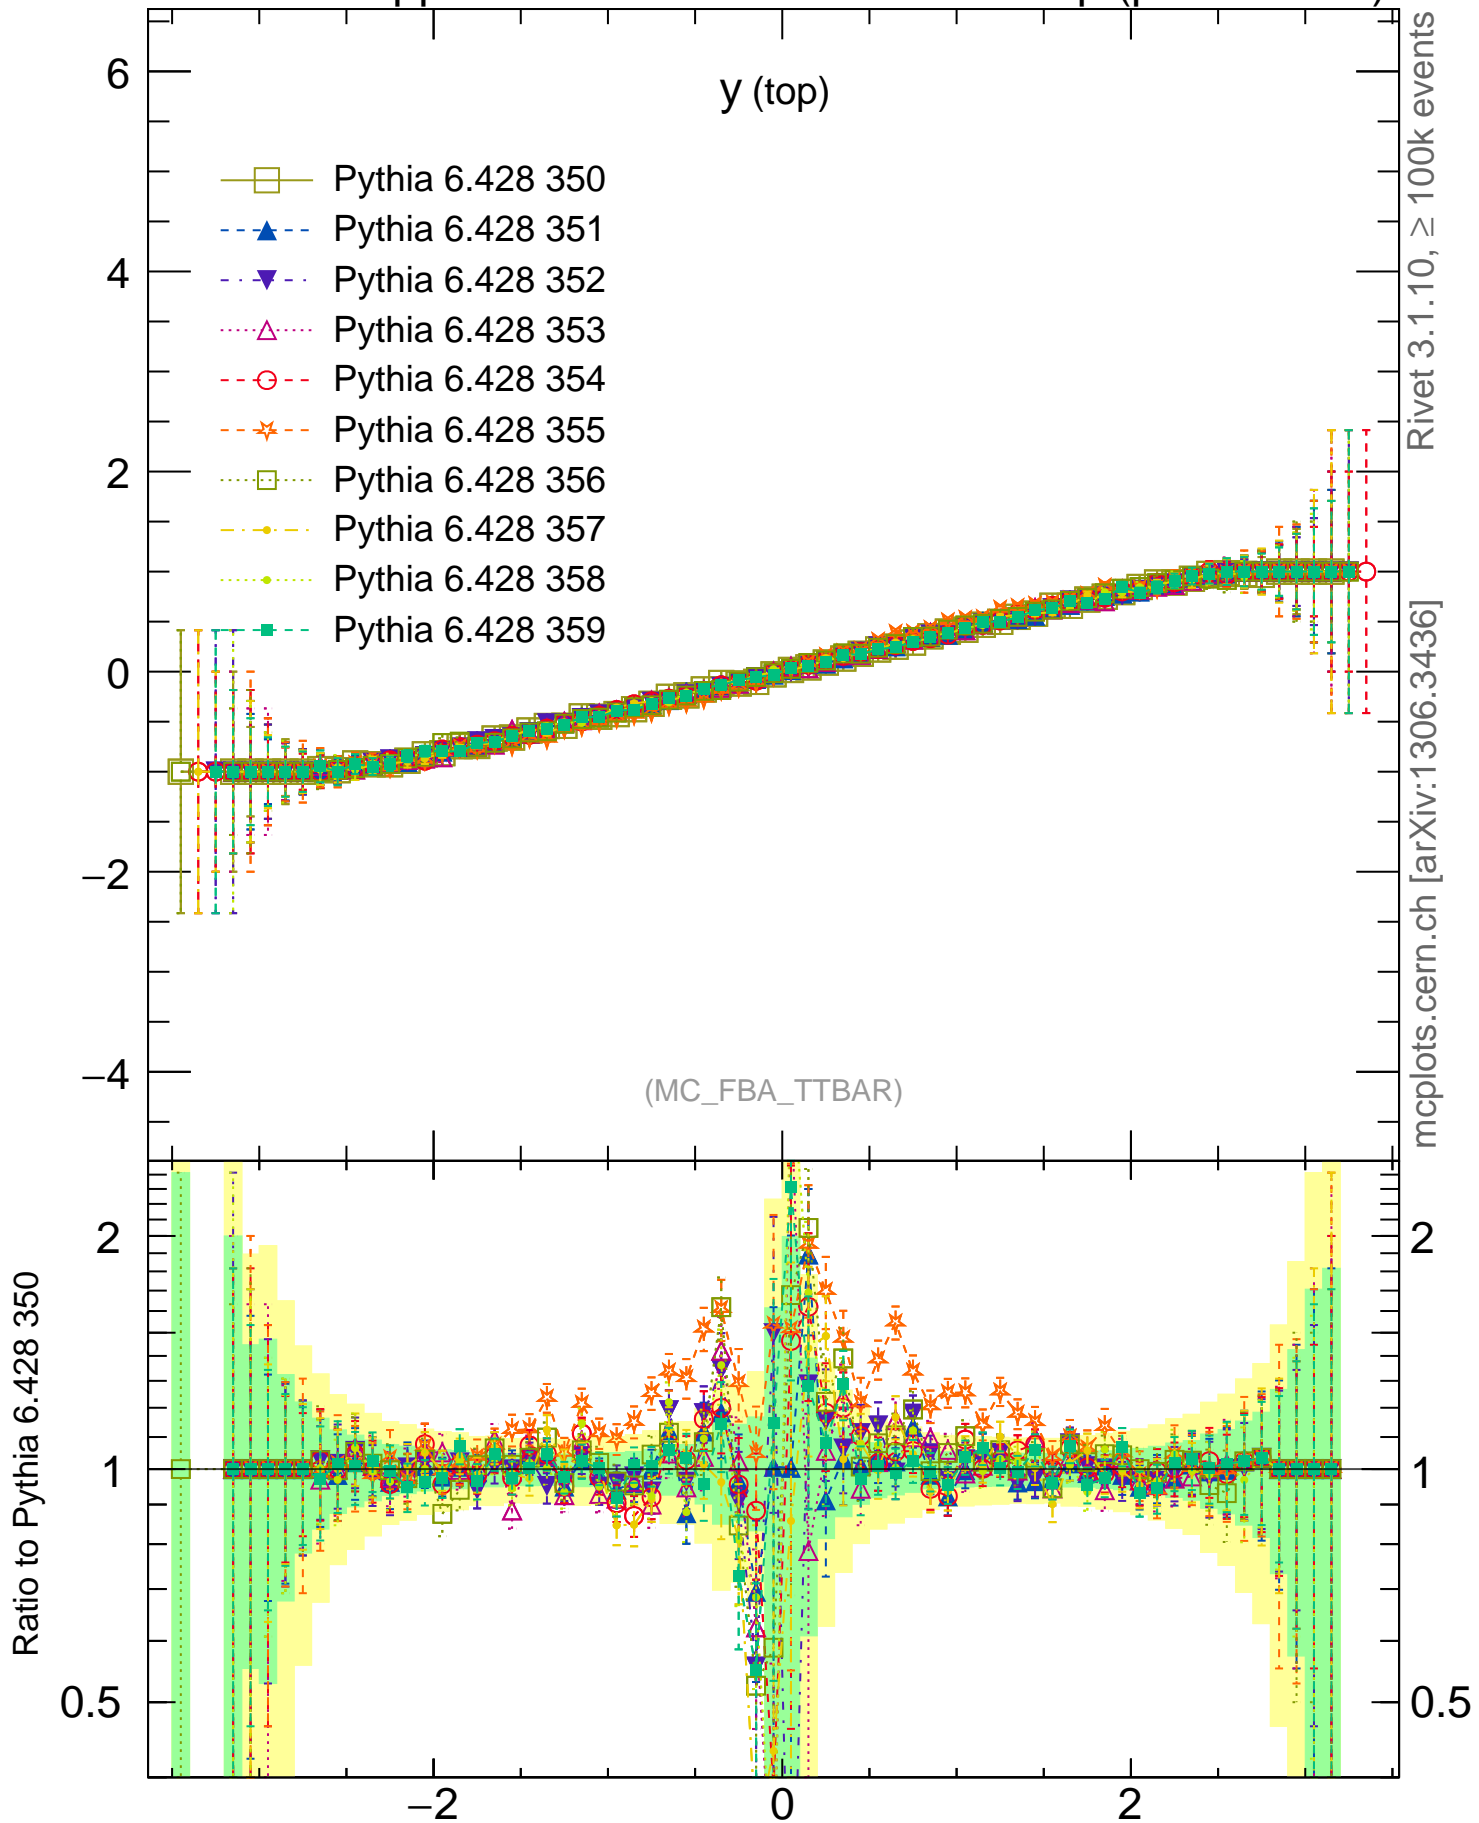 y (top)
Pythia 6.428 350
Pythia 6.428 351
Pythia 6.428 352
Pythia 6.428 353
Pythia 6.428 354
Pythia 6.428 355
Pythia 6.428 356
Pythia 6.428 357
Pythia 6.428 358
Pythia 6.428 359
6
4
2
0
−2
−4
(MC_FBA_TTBAR)
Rivet 3.1.10, ≥ 100k events
mcplots.cern.ch [arXiv:1306.3436]
Ratio to Pythia 6.428 350
2
1
0.5
2
1
0.5
−2
0
2